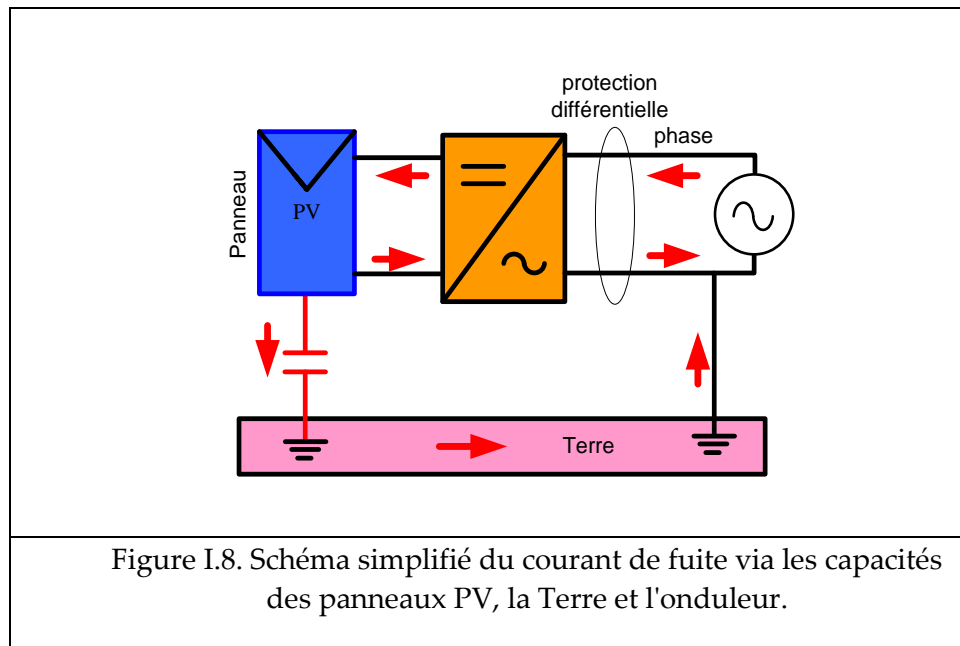 protection
différentielle
phase
Panneau
PV
Terre
Figure I.8. Schéma simplifié du courant de fuite via les capacités
des panneaux PV, la Terre et l'onduleur.